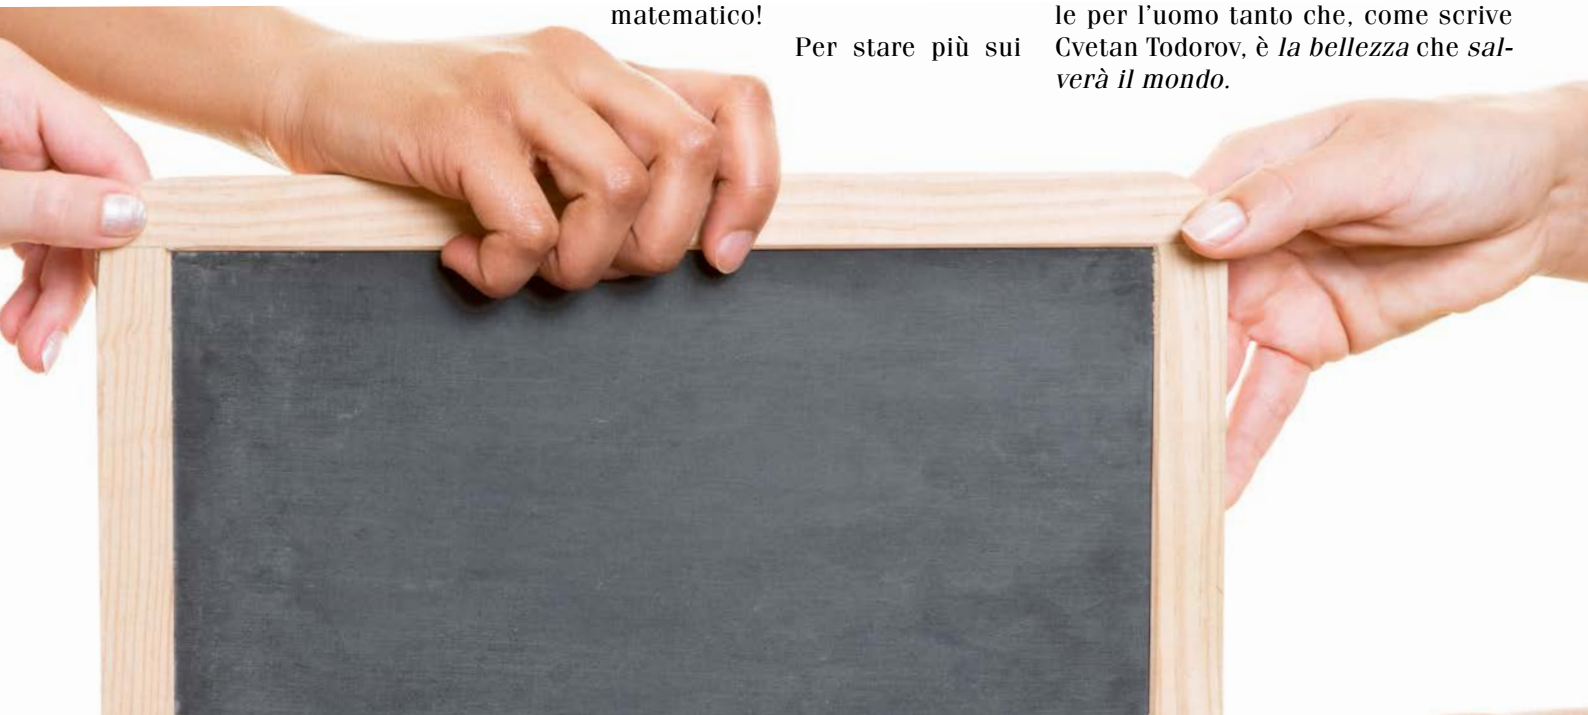 matematico!
Per stare più sui
le per l'uomo tanto che, come scrive
Cvetan Todorov, è la bellezza che sal-
verà il mondo.